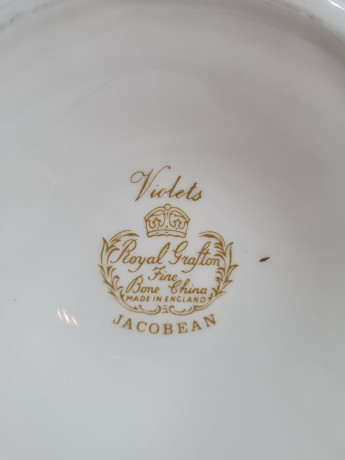 Violets
Royal Grafton
Fine
Bone China
MADE IN ENGLAND
JACOBEAN